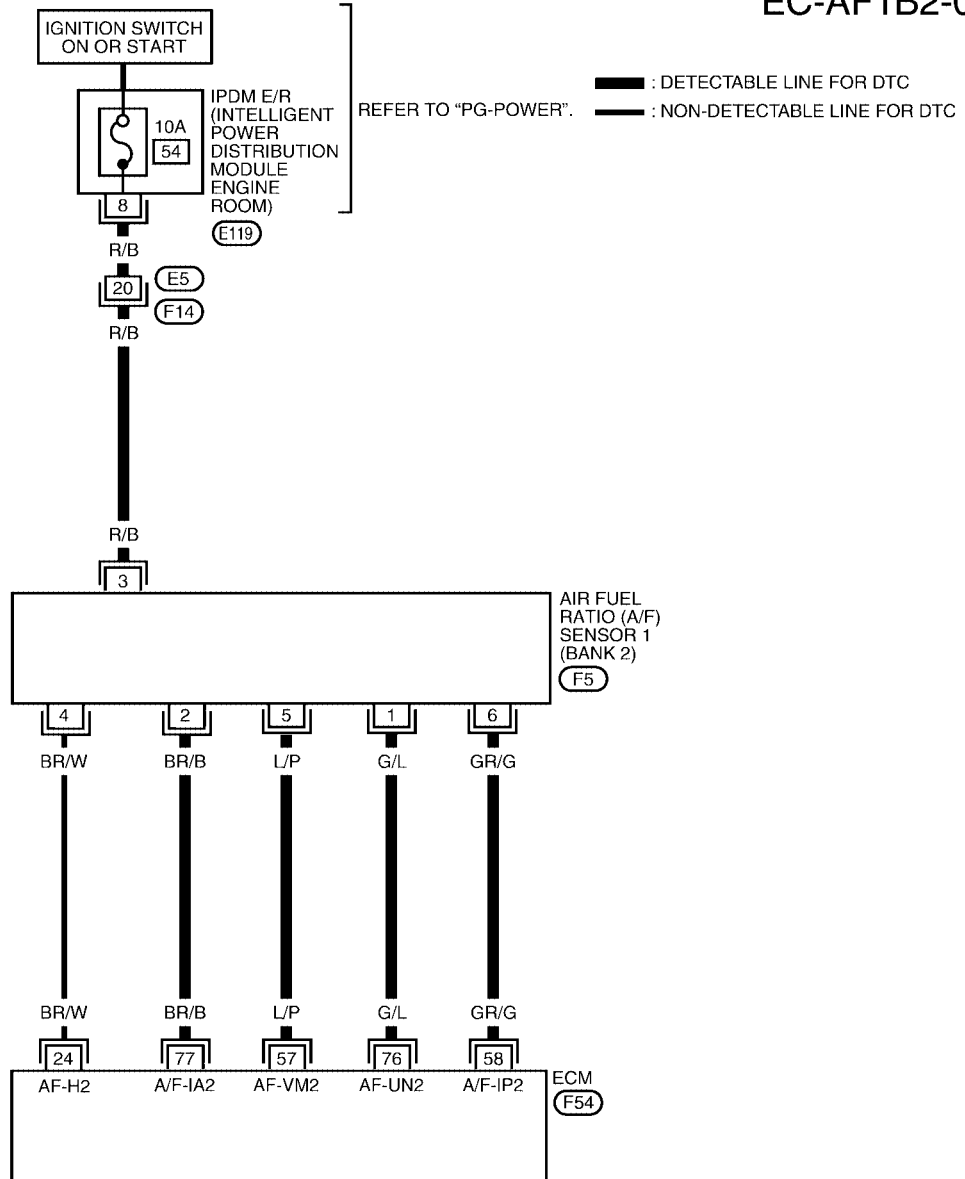 EC-AF1B2-0
IGNITION SWITCH
ON OR START
IPDM E/R
(INTELLIGENT
POWER
DISTRIBUTION
MODULE
ENGINE
ROOM)
E119
10A
54
REFER TO “PG-POWER”.
: DETECTABLE LINE FOR DTC
: NON-DETECTABLE LINE FOR DTC
8
R/B
20
E5
F14
R/B
R/B
3
AIR FUEL
RATIO (A/F)
SENSOR 1
(BANK 2)
F5
4 2 5 1 6
BR/W BR/B L/P G/L GR/G
BR/W BR/B L/P G/L GR/G
24 77 57 76 58
AF-H2 A/F-IA2 AF-VM2 AF-UN2 A/F-IP2
ECM
F54